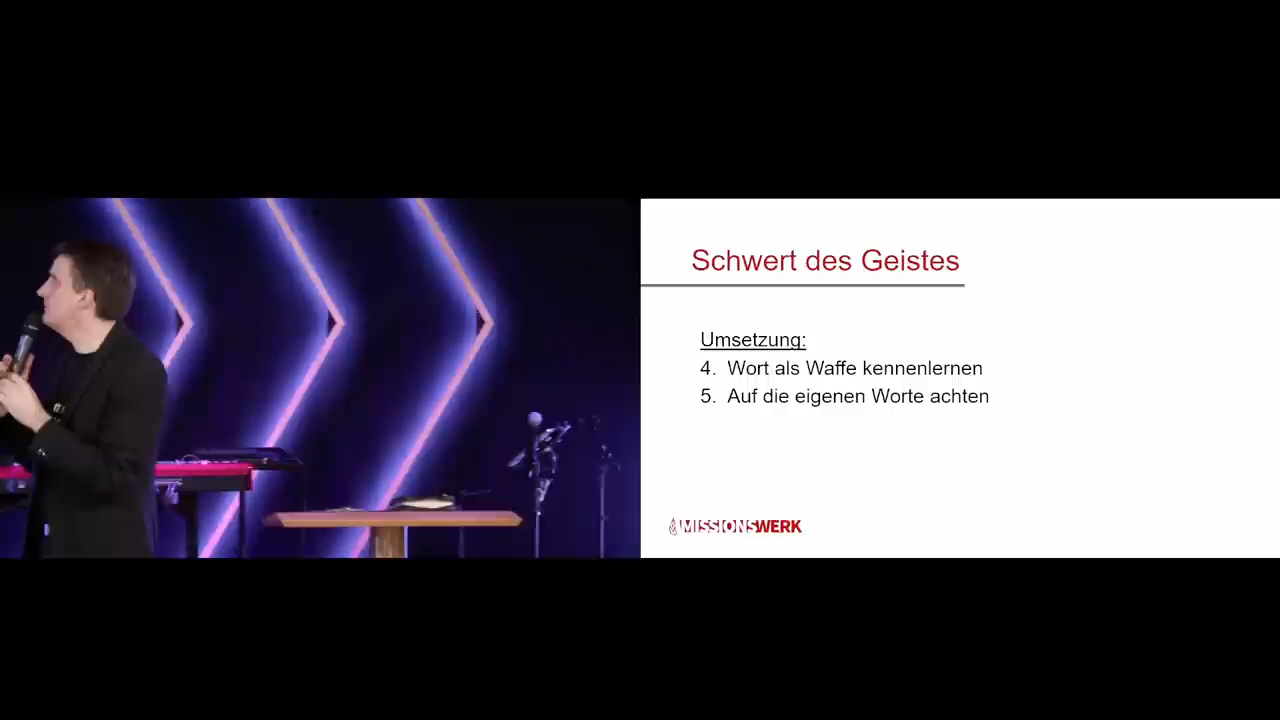 Schwert des Geistes
Umsetzung:
4. Wort als Waffe kennenlernen
5. Auf die eigenen Worte achten
MISSIONSWERK